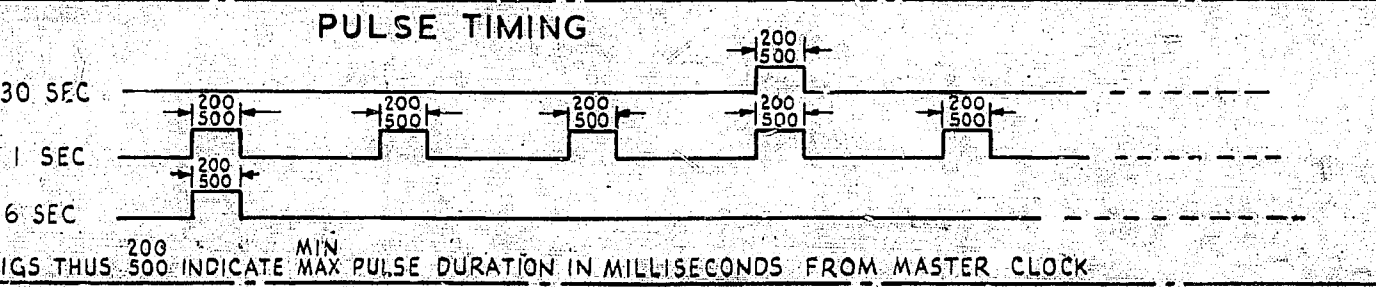 PULSE TIMING
200
500
30 SEC
200 200 200 200 200
500 500 500 500 500
1 SEC
200
500
6 SEC
200 MIN
IGS THUS 500 INDICATE MAX PULSE DURATION IN MILLISECONDS FROM MASTER CLOCK